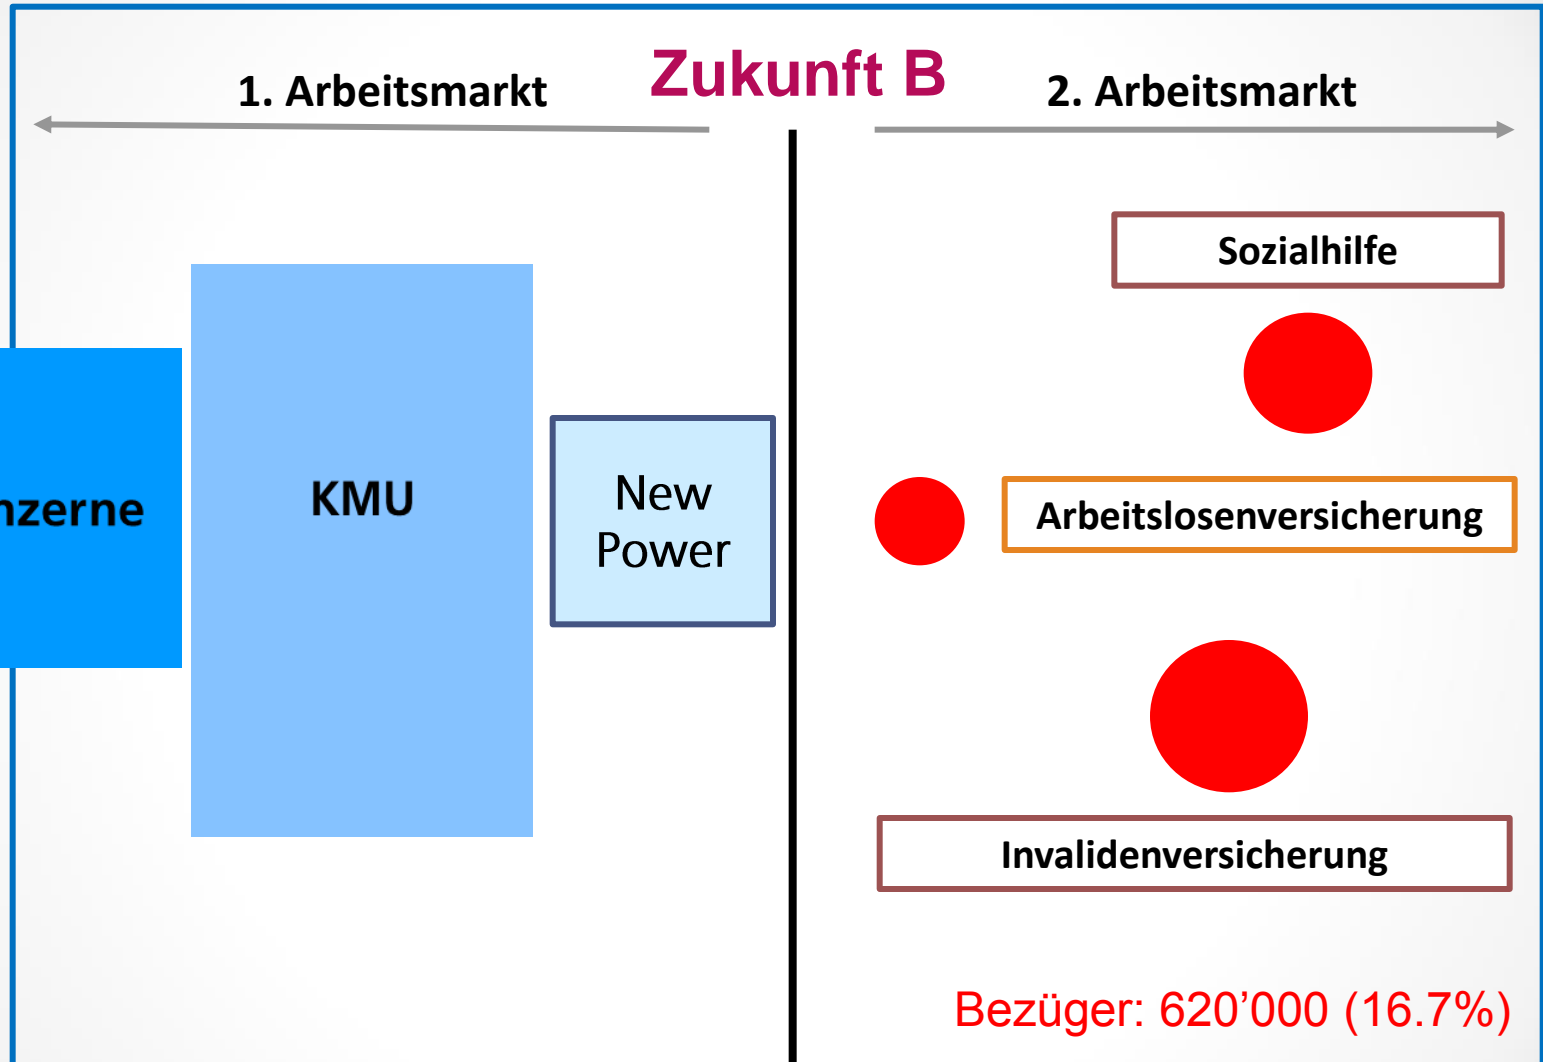 Zukunft B
1. Arbeitsmarkt
2. Arbeitsmarkt
nzerne
KMU
New
Power
Sozialhilfe
Arbeitslosenversicherung
Invalidenversicherung
Bezüger: 620’000 (16.7%)